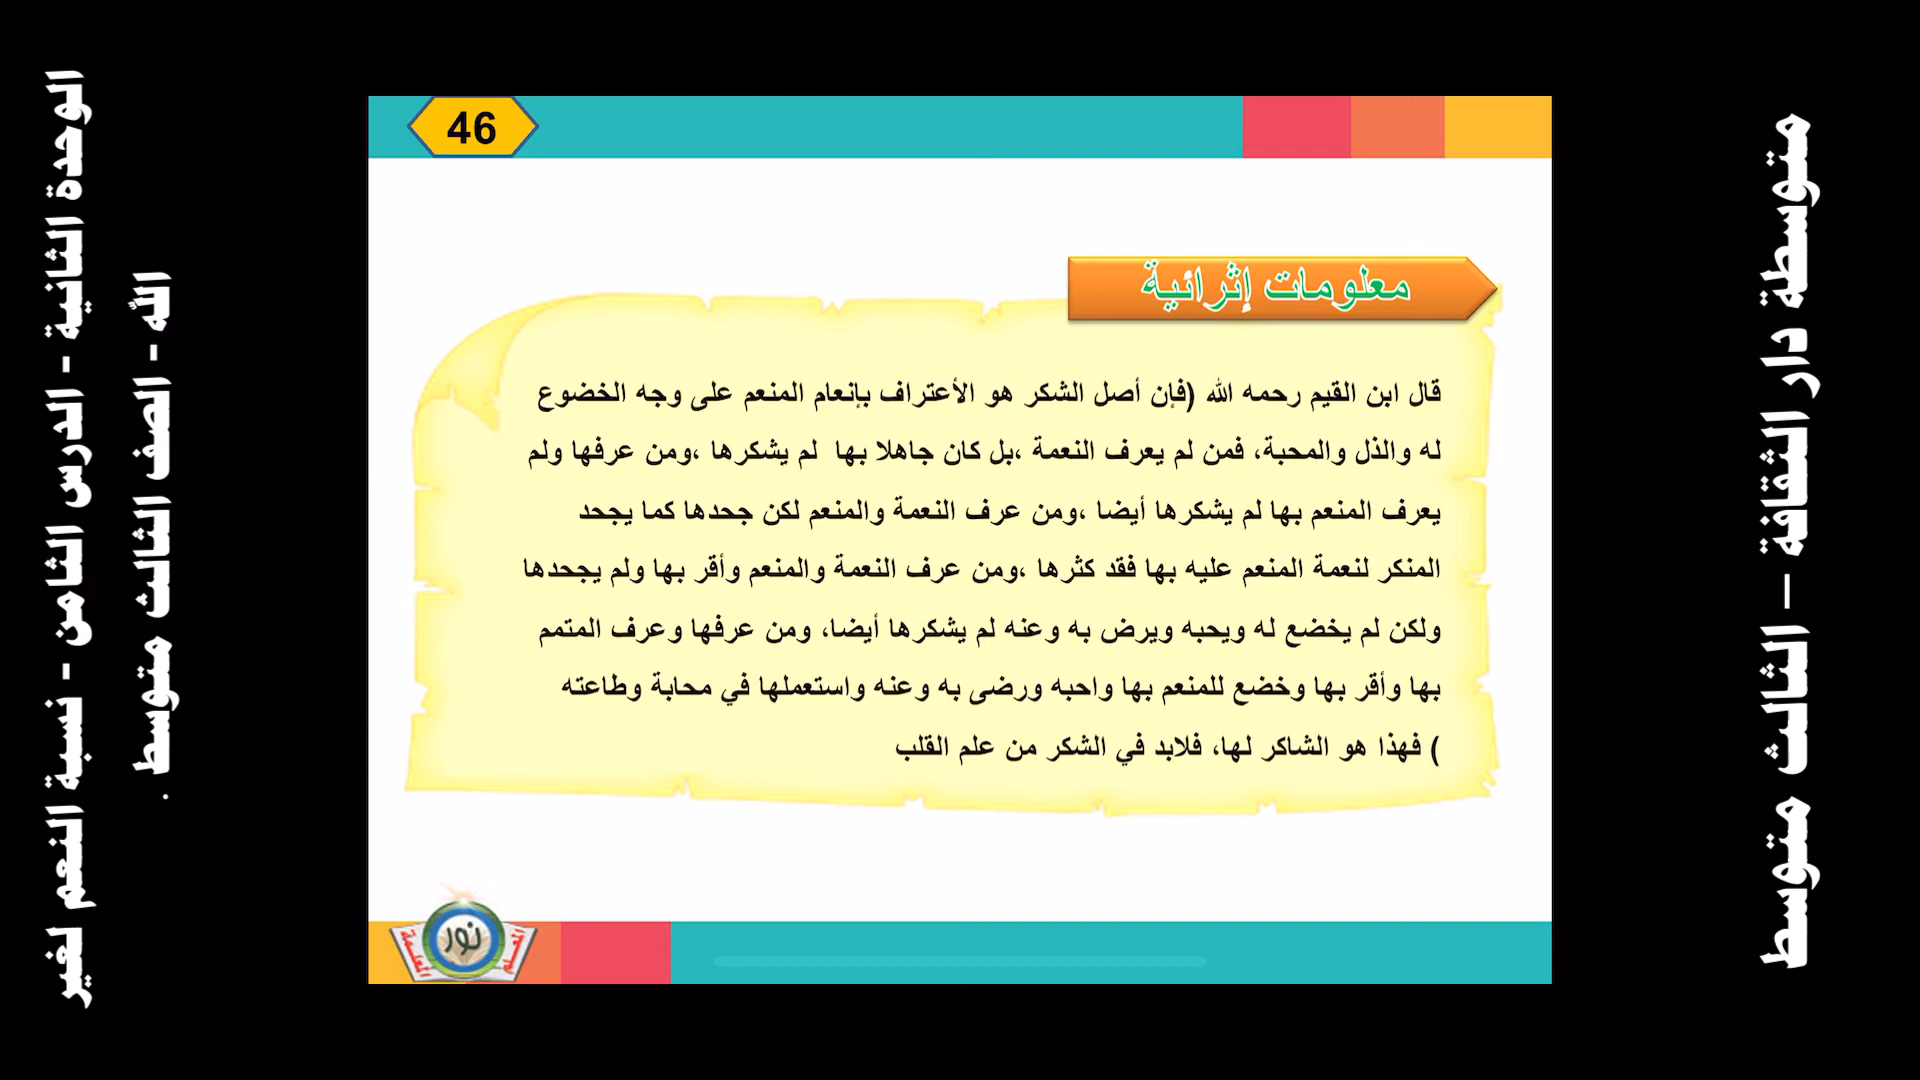 متوسطة دار الثقافة – الثالث متوسط
46
معلومات إثرائية
قال ابن القيم رحمه الله (فإن أصل الشكر هو الأعتراف بإنعام المنعم على وجه الخضوع
له والذل والمحبة، فمن لم يعرف النعمة ،بل كان جاهلا بها لم يشكرها ،ومن عرفها ولم
يعرف المنعم بها لم يشكرها أيضا ،ومن عرف النعمة والمنعم لكن جحدها كما يجحد
المنكر لنعمة المنعم عليه بها فقد كثرها ،ومن عرف النعمة والمنعم وأقر بها ولم يجحدها
ولكن لم يخضع له ويحبه ويرض به وعنه لم يشكرها أيضا، ومن عرفها وعرف المتمم
بها وأقر بها وخضع للمنعم بها واحبه ورضى به وعنه واستعملها في محابة وطاعته
) فهذا هو الشاكر لها، فلابد في الشكر من علم القلب
نور
المعلم
المعلمة
الوحدة الثانية - الدرس الثامن - نسبة النعم لغير
الله - الصف الثالث متوسط .